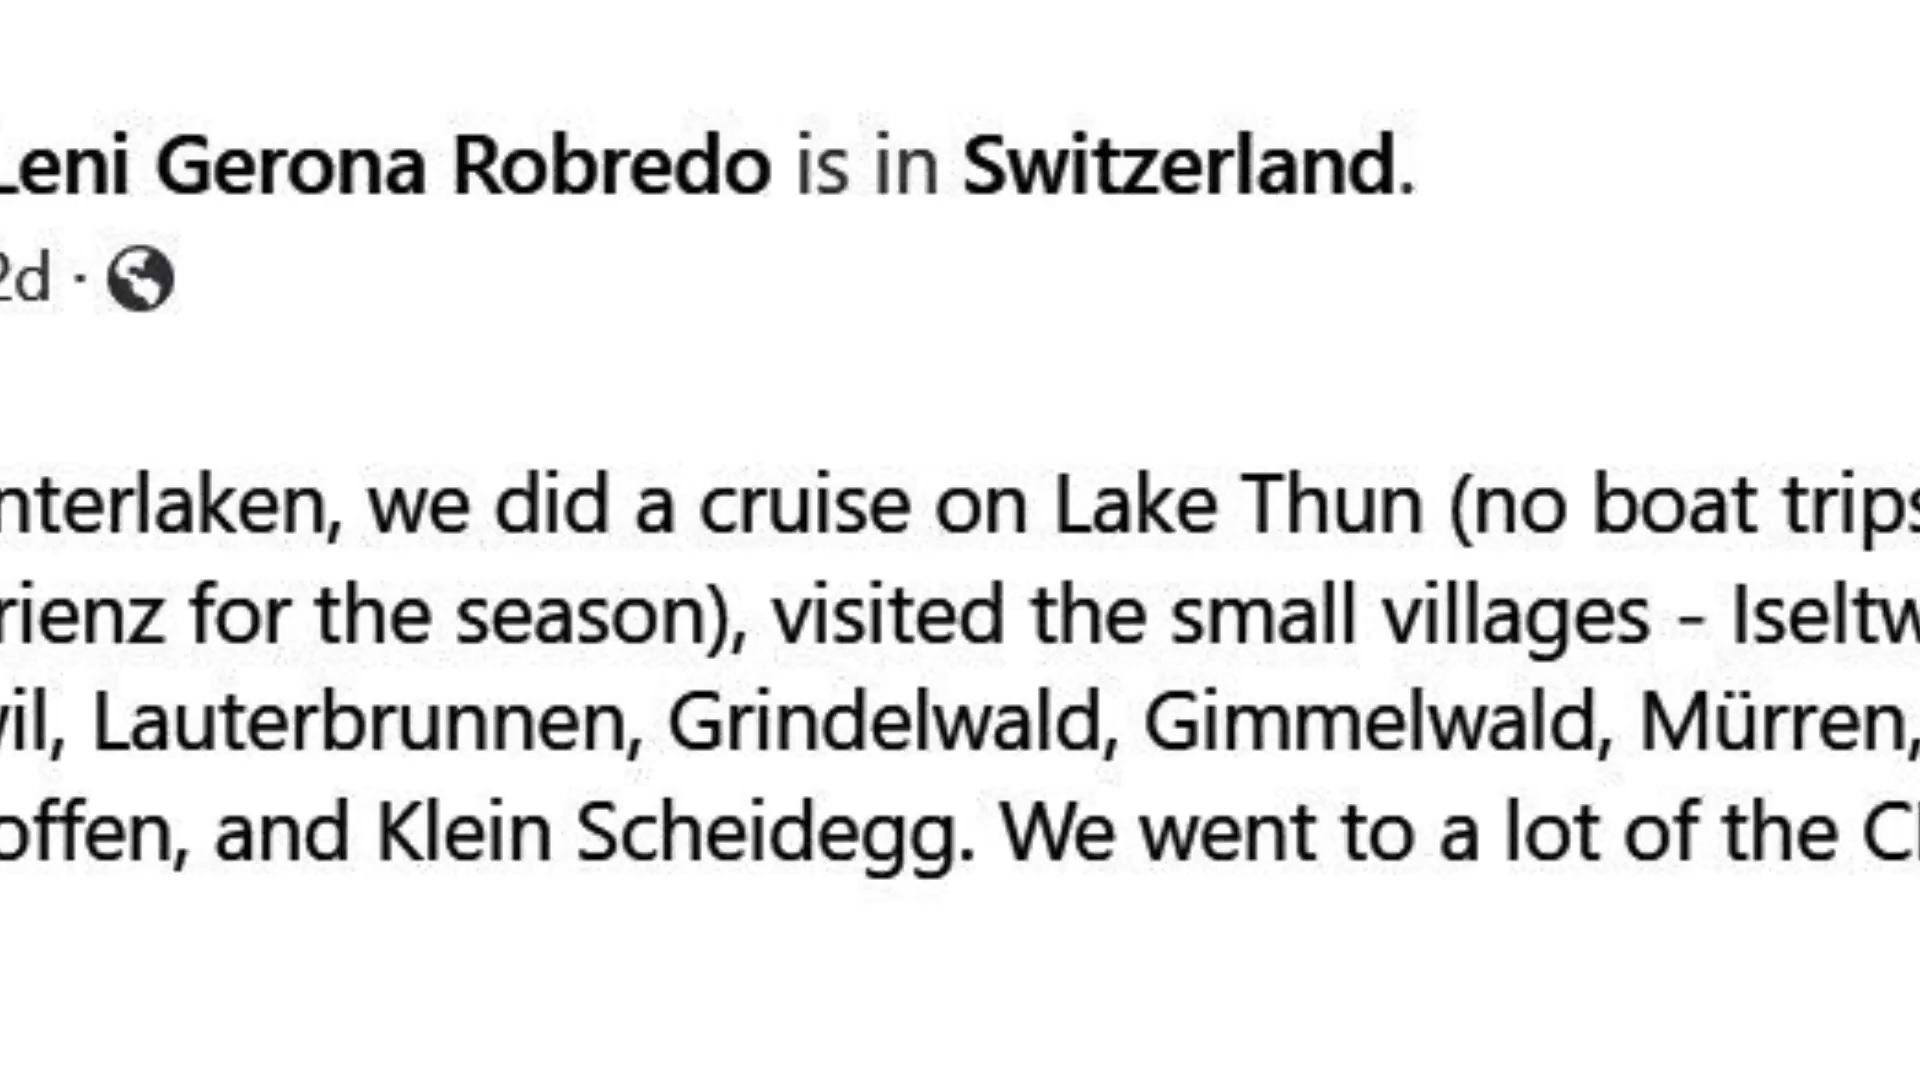 Leni Gerona Robredo is in Switzerland.
2d ·
nterlaken, we did a cruise on Lake Thun (no boat trips
rienz for the season), visited the small villages - Iseltw
vil, Lauterbrunnen, Grindelwald, Gimmelwald, Mürren,
offen, and Klein Scheidegg. We went to a lot of the Ch